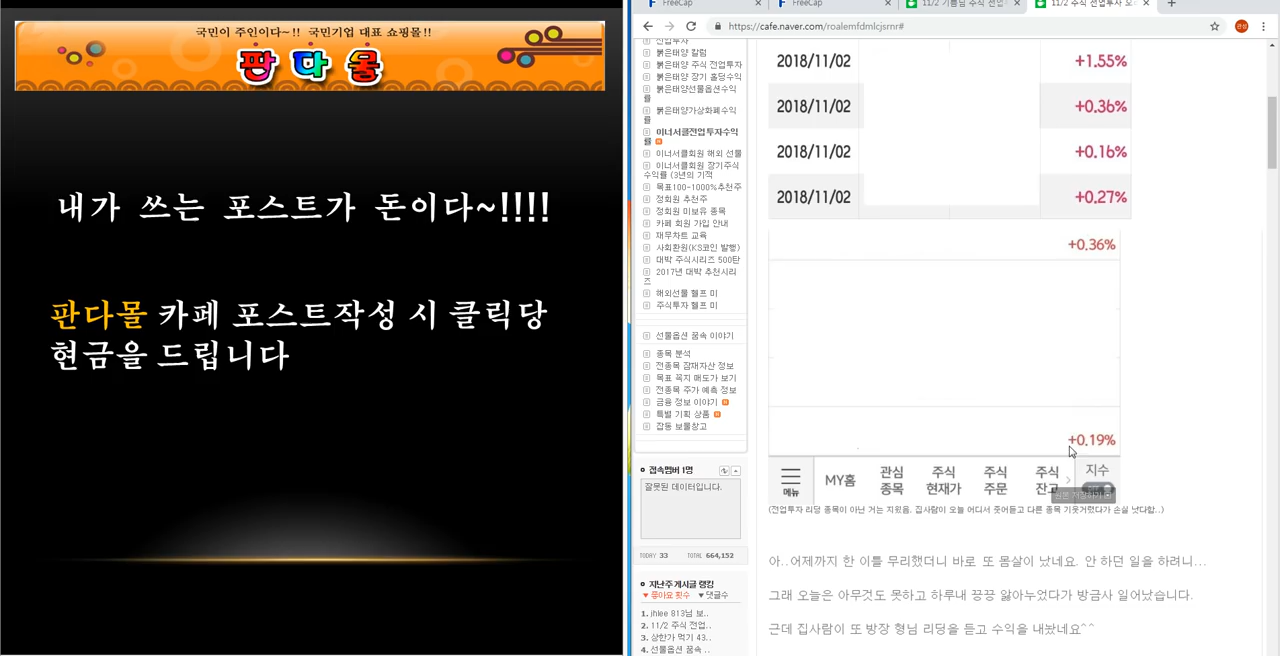 국민이 주인이다~!! 국민기업 대표 쇼핑몰!!
판다몰
내가 쓰는 포스트가 돈이다~!!!!
판다몰 카페 포스트작성 시 클릭당
현금을 드립니다
FreeCap
FreeCap
11/2 주식 전업투자 오
https://cafe.naver.com/roalemfdmlcjsrnr#
전업투자
붉은태양 칼럼
붉은태양 주식 전업투자
붉은태양 장기 홀딩수익
붉은태양선물옵션수익
률
붉은태양가상화폐수익
률
이너서클전업투자수익
률
이너서클회원 해외 선물
이너서클회원 장기주식
수익률 (3년의 기적
목표100-1000%추천주
정회원 추천주
정회원 미보유 종목
카페 회원 가입 안내
재무차트 교육
사회환원(KS코인 발행)
대박 주식시리즈 500탄
2017년 대박 추천시리
즈
해외선물 헬프 미
주식투자 헬프 미
선물옵션 꿈속 이야기
종목 분석
전종목 잠재자산 정보
목표 목지 매도가 보기
전종목 주가 예측 정보
금융 정보 이야기
특별 기획 상품
잡동 보물창고
접속멤버 1명
잘못된 데이터입니다.
TODAY 33 TOTAL 664,152
지난주 게시글 랭킹
▼ 좋아요 횟수 ▼ 댓글수
1. jhlee 813님 보..
2. 11/2 주식 전업..
3. 상한가 먹기 43..
4. 선물옵션 꿈속 ..
2018/11/02 +1.55%
2018/11/02 +0.36%
2018/11/02 +0.16%
2018/11/02 +0.27%
+0.36%
+0.19%
메뉴 MY홈 관심 종목 주식 현재가 주식 주문 주식 잔고 지수
(전업투자 리딩 종목이 아닌 거는 지웠음. 집사람이 오늘 어디서 줏어듣고 다른 종목 기웃거렸다가 손실 낫다함..)
아..어제까지 한 이틀 무리했더니 바로 또 몸살이 났네요. 안 하던 일을 하려니...
그래 오늘은 아무것도 못하고 하루내 끙끙 앓아누었다가 방금사 일어났습니다.
근데 집사람이 또 방장 형님 리딩을 듣고 수익을 내놨네요^^